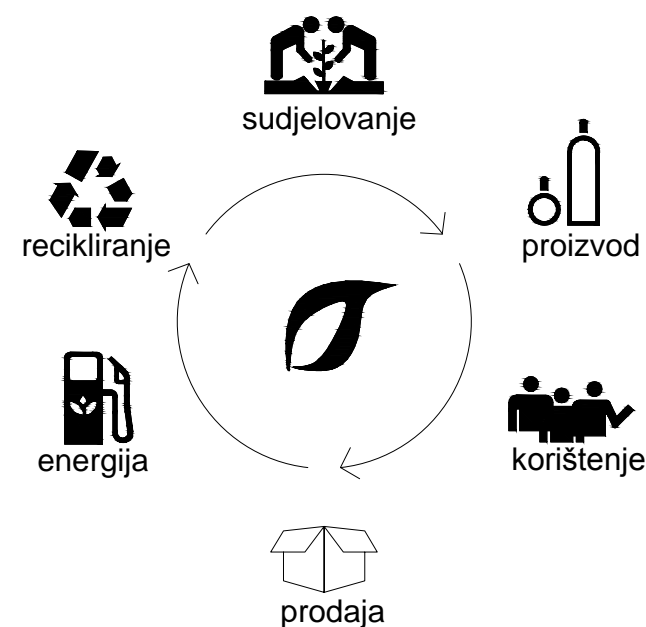 sudjelovanje
proizvod
korištenje
prodaja
energija
recikliranje